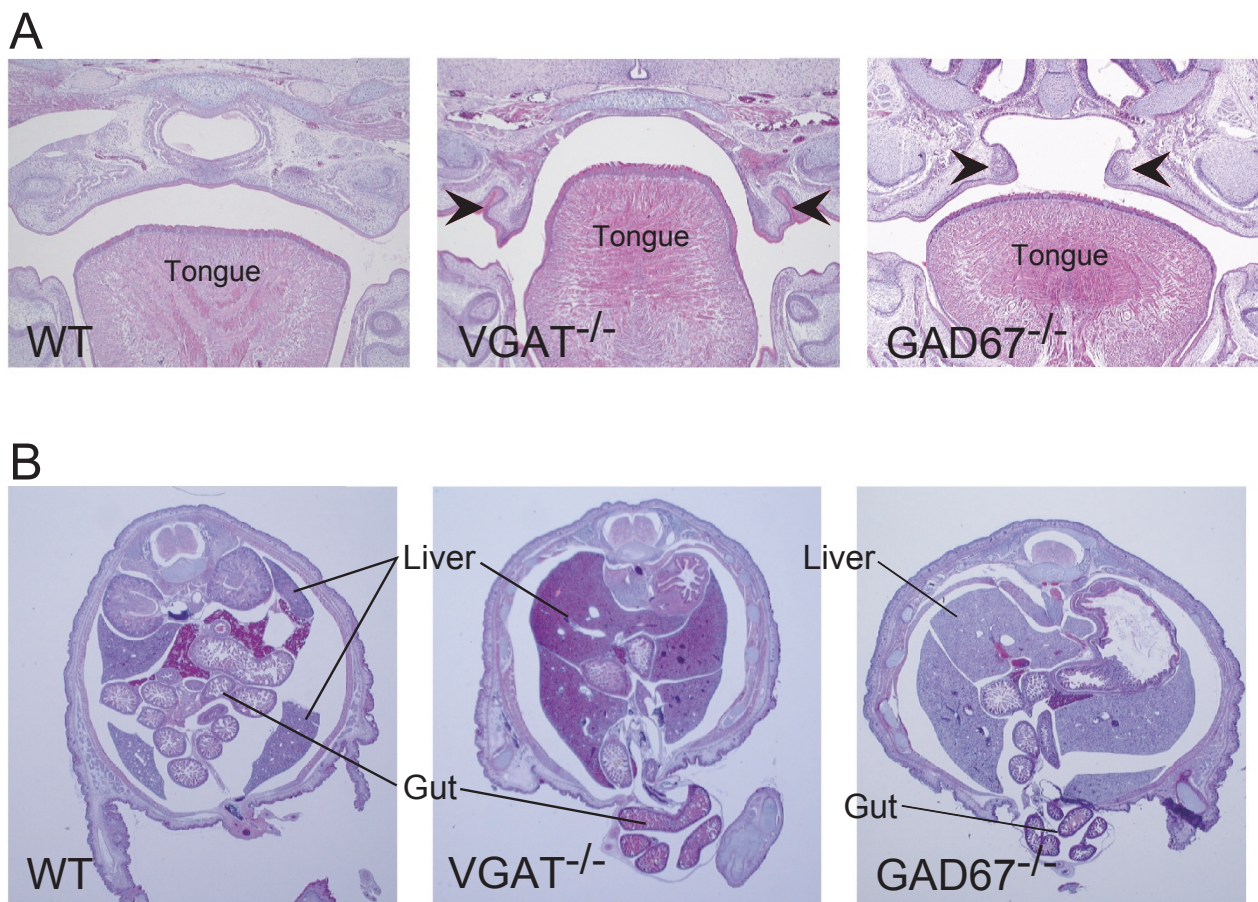 A
Tongue
WT
Tongue
VGAT-/-
Tongue
GAD67-/-
B
Liver
Gut
WT
VGAT-/-
Liver
Gut
GAD67-/-